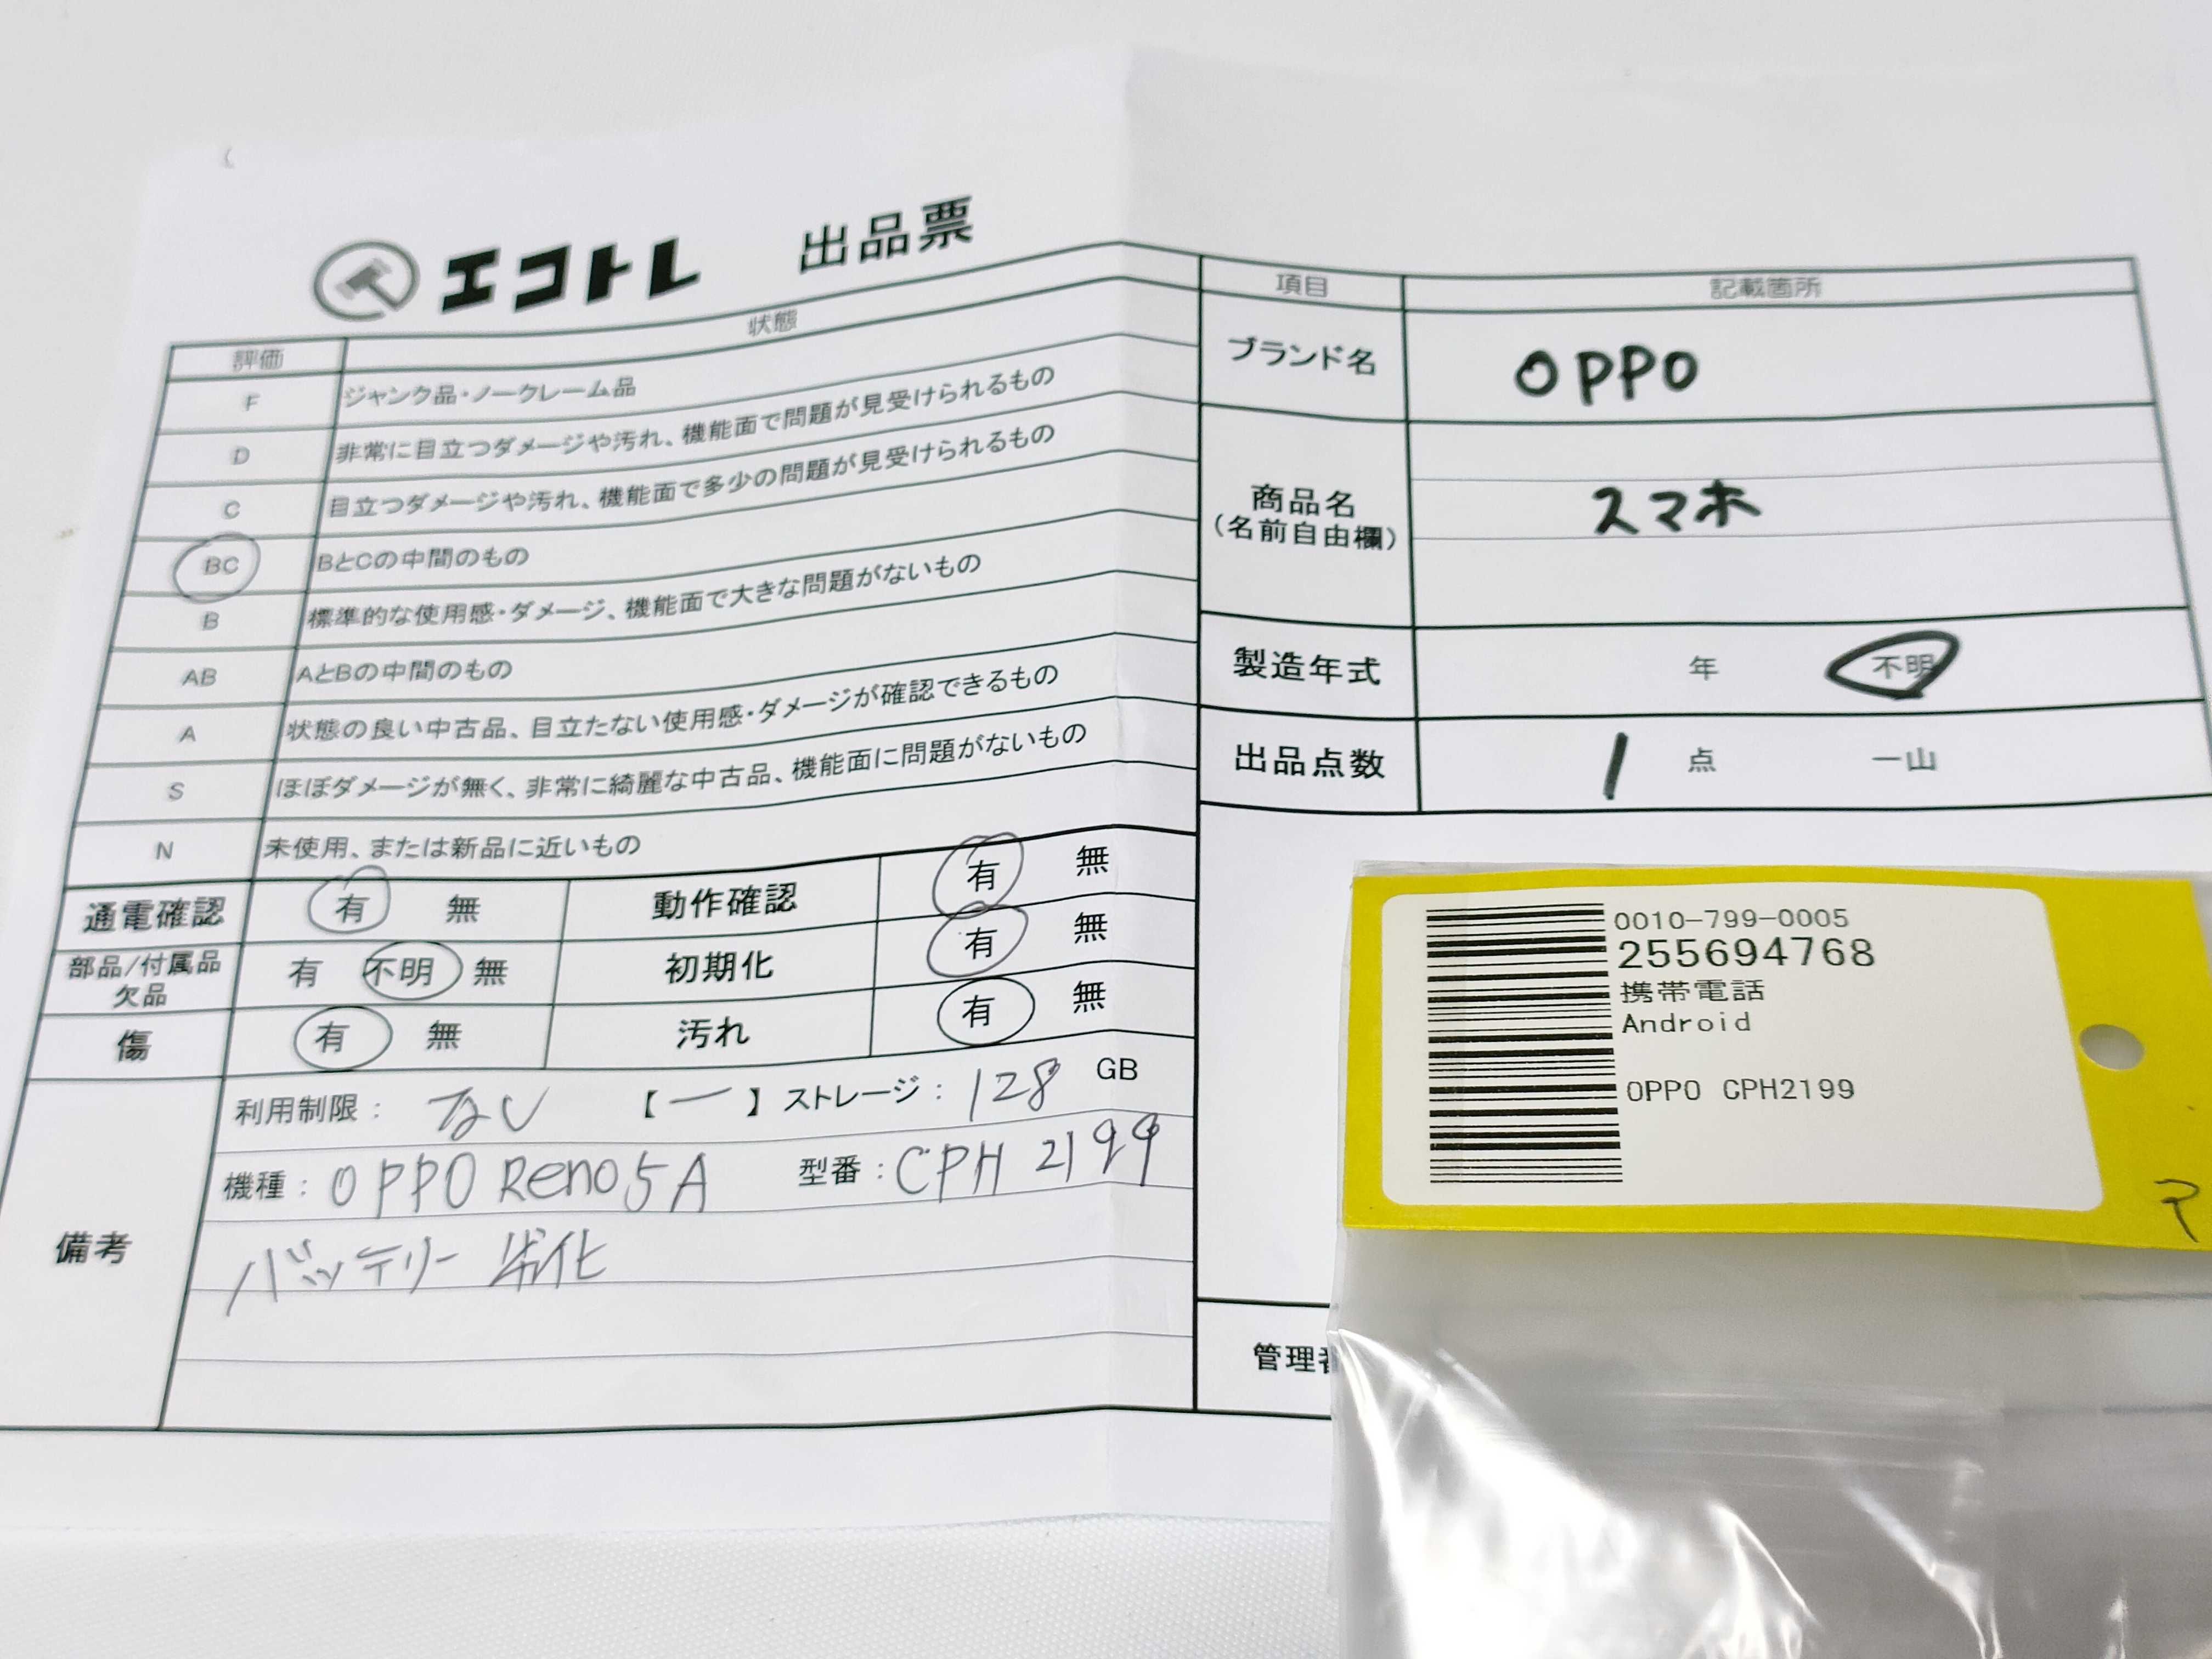 エコトレ 出品票
評価 状態
F ジャンク品・ノークレーム品
D 非常に目立つダメージや汚れ、機能面で問題が見受けられるもの
C 目立つダメージや汚れ、機能面で多少の問題が見受けられるもの
BC BとCの中間のもの
B 標準的な使用感・ダメージ、機能面で大きな問題がないもの
AB AとBの中間のもの
A 状態の良い中古品、目立たない使用感・ダメージが確認できるもの
S ほぼダメージが無く、非常に綺麗な中古品、機能面に問題がないもの
N 未使用、または新品に近いもの
通電確認 有 無 動作確認 有 無
部品/付属品
欠品 有 不明 無 初期化 有 無
傷 有 無 汚れ 有 無
備考
利用制限: なし 【ー】 ストレージ: 128 GB
機種: OPPO Reno5A 型番: CPH2199
バッテリー 劣化
項目 記載箇所
ブランド名 OPPO
商品名
(名前自由欄) スマホ
製造年式 年 不明
出品点数 1 点 一山
管理
0010-799-0005
255694768
携帯電話
Android
OPPO CPH2199